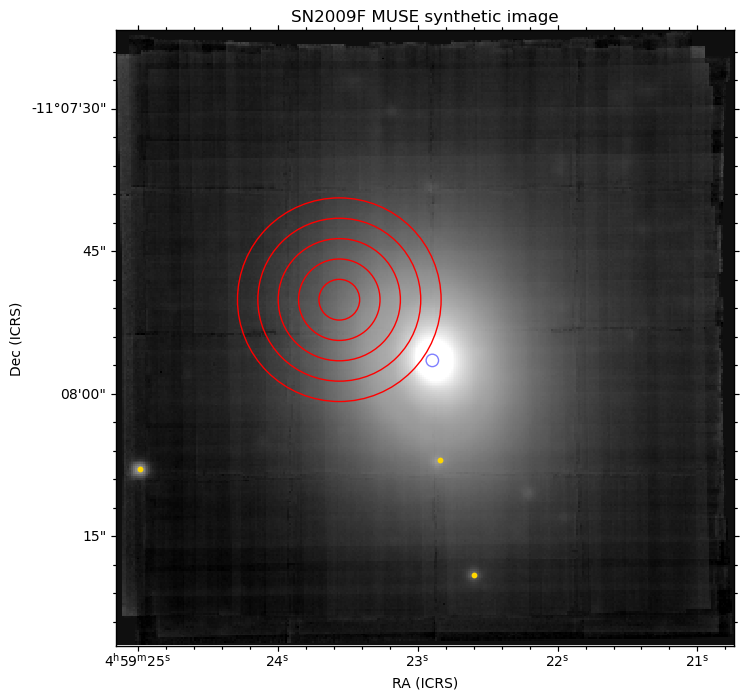 SN2009F MUSE synthetic image
-11°07'30"
45"
08'00"
15"
Dec (ICRS)
4ʰ59ᵐ25ˢ 24ˢ 23ˢ 22ˢ 21ˢ
RA (ICRS)